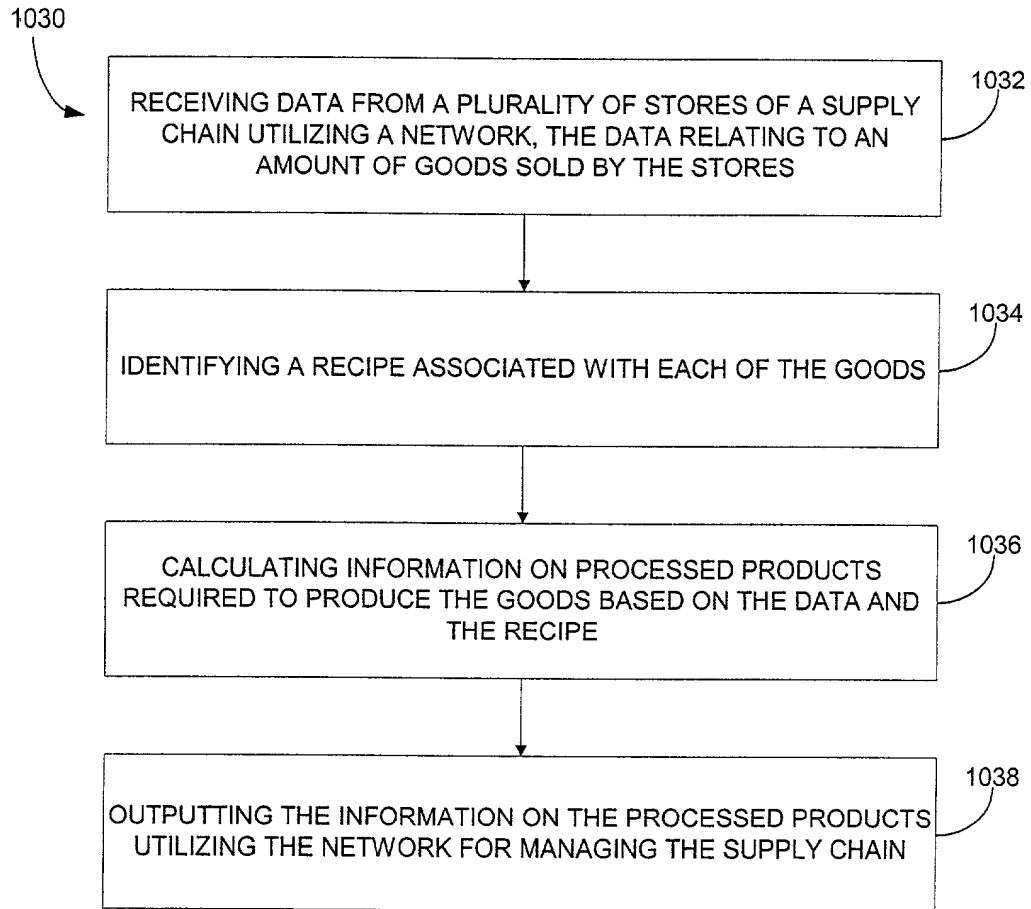 1030
RECEIVING DATA FROM A PLURALITY OF STORES OF A SUPPLY
CHAIN UTILIZING A NETWORK, THE DATA RELATING TO AN
AMOUNT OF GOODS SOLD BY THE STORES
1032
IDENTIFYING A RECIPE ASSOCIATED WITH EACH OF THE GOODS
1034
CALCULATING INFORMATION ON PROCESSED PRODUCTS
REQUIRED TO PRODUCE THE GOODS BASED ON THE DATA AND
THE RECIPE
1036
OUTPUTTING THE INFORMATION ON THE PROCESSED PRODUCTS
UTILIZING THE NETWORK FOR MANAGING THE SUPPLY CHAIN
1038